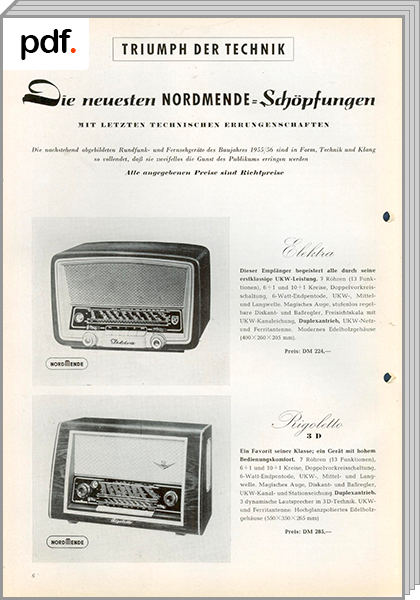 pdf.
TRIUMPH DER TECHNIK
Die neuesten NORDMENDE=Schöpfungen
MIT LETZTEN TECHNISCHEN ERRUNGENSCHAFTEN
Die nachstehend abgebildeten Rundfunk- und Fernsehgeräte des Baujahres 1955/56 sind in Form, Technik und Klang
so vollendet, daß sie zweifellos die Gunst des Publikums erringen werden
Alle angegebenen Preise sind Richtpreise
Elektra
Dieser Empfänger begeistert alle durch seine
erstklassige UKW-Leistung. 7 Röhren (13 Funk-
tionen), 6+1 und 10+1 Kreise, Doppelvorkreis-
schaltung, 6-Watt-Endpentode, UKW-, Mittel-
und Langwelle. Magisches Auge, stufenlos regel-
bare Diskant- und Baßregler, Preisichtskala mit
UKW-Kanaleichung, Duplexantrieb, UKW-Netz-
und Ferritantenne. Modernes Edelholzgehäuse
(400×260×205 mm).
Preis: DM 224,—
NORDMENDE
Rigoletto
3 D
Ein Favorit seiner Klasse; ein Gerät mit hohem
Bedienungskomfort. 7 Röhren (13 Funktionen),
6+1 und 10+1 Kreise, Doppelvorkreisschaltung,
6-Watt-Endpentode, UKW-, Mittel- und Lang-
welle. Magisches Auge, Diskant- und Baßregler,
UKW-Kanal- und Stationseichung. Duplexantrieb.
3 dynamische Lautsprecher in 3D-Technik. UKW-
und Ferritantenne. Hochglanzpoliertes Edelholz-
gehäuse (550×350×265 mm)
Preis: DM 285,—
NORDMENDE
6